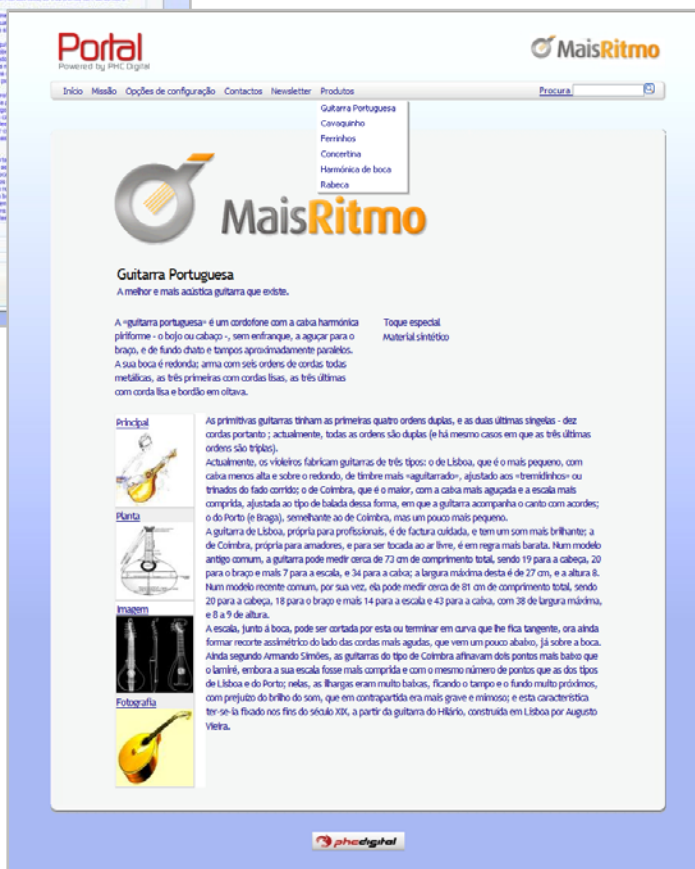 Portal
Powered by PHC Digital
MaisRitmo
Início Missão Opções de configuração Contactos Newsletter Produtos
Procura
Guitarra Portuguesa
Cavaquinho
Ferrinhos
Concertina
Harmónica de boca
Rabeca
MaisRitmo
Guitarra Portuguesa
A melhor e mais acústica guitarra que existe.
A «guitarra portuguesa» é um cordofone com a caixa harmónica
piriforme - o bojo ou cabaço -, sem enfranque, a aguçar para o
braço, e de fundo chato e tampos aproximadamente paralelos.
A sua boca é redonda; arma com seis ordens de cordas todas
metálicas, as três primeiras com cordas lisas, as três últimas
com corda lisa e bordão em oitava.
Toque especial
Material sintético
Principal
Planta
Imagem
Fotografia
As primitivas guitarras tinham as primeiras quatro ordens duplas, e as duas últimas singelas - dez
cordas portanto ; actualmente, todas as ordens são duplas (e há mesmo casos em que as três últimas
ordens são triplas).
Actualmente, os violeiros fabricam guitarras de três tipos: o de Lisboa, que é o mais pequeno, com
caixa menos alta e sobre o redondo, de timbre mais «aguitarrado», ajustado aos «tremidinhos» ou
trinados do fado corrido; o de Coimbra, que é o maior, com a caixa mais aguçada e a escala mais
comprida, ajustada ao tipo de balada dessa forma, em que a guitarra acompanha o canto com acordes;
o do Porto (e Braga), semelhante ao de Coimbra, mas um pouco mais pequeno.
A guitarra de Lisboa, própria para profissionais, é de factura cuidada, e tem um som mais brilhante; a
de Coimbra, própria para amadores, e para ser tocada ao ar livre, é em regra mais barata. Num modelo
antigo comum, a guitarra pode medir cerca de 73 cm de comprimento total, sendo 19 para a cabeça, 20
para o braço e mais 7 para a escala, e 34 para a caixa; a largura máxima desta é de 27 cm, e a altura 8.
Num modelo recente comum, por sua vez, ela pode medir cerca de 81 cm de comprimento total, sendo
20 para a cabeça, 18 para o braço e mais 14 para a escala e 43 para a caixa, com 38 de largura máxima,
e 8 a 9 de altura.
A escala, junto á boca, pode ser cortada por esta ou terminar em curva que lhe fica tangente, ora ainda
formar recorte assimétrico do lado das cordas mais agudas, que vem um pouco abaixo, já sobre a boca.
Ainda segundo Armando Simões, as guitarras do tipo de Coimbra afinavam dois pontos mais baixo que
o lamiré, embora a sua escala fosse mais comprida e com o mesmo número de pontos que as dos tipos
de Lisboa e do Porto; nelas, as ilhargas eram muito baixas, ficando o tampo e o fundo muito próximos,
com prejuízo do brilho do som, que em contrapartida era mais grave e mimoso; e esta característica
ter-se-ia fixado nos fins do século XIX, a partir da guitarra do Hilário, construída em Lisboa por Augusto
Vieira.
phcdigital